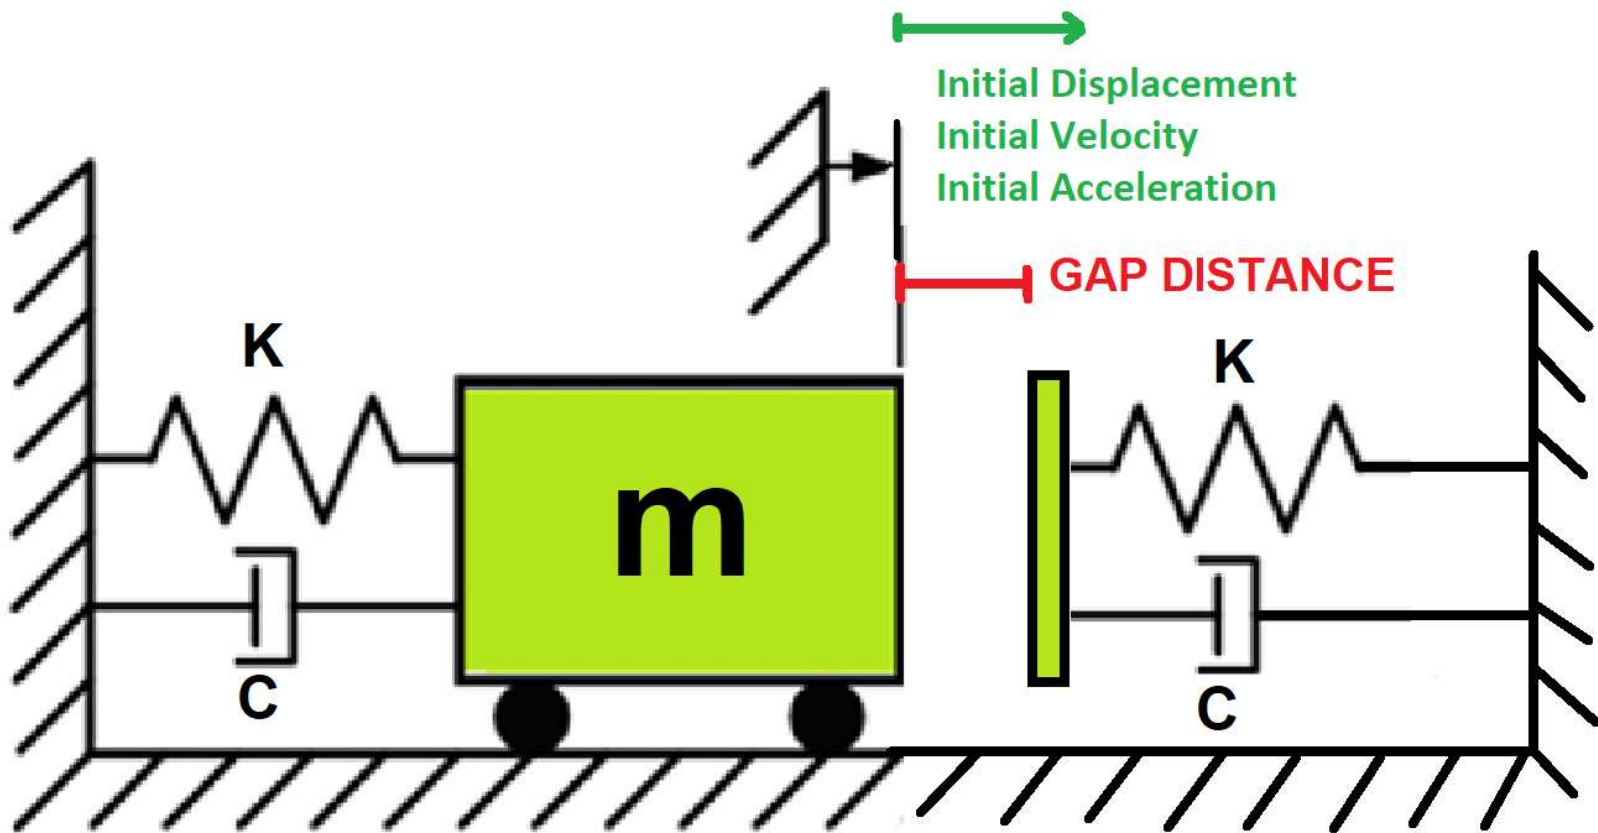 Initial Displacement
Initial Velocity
Initial Acceleration
GAP DISTANCE
K
K
m
C
C